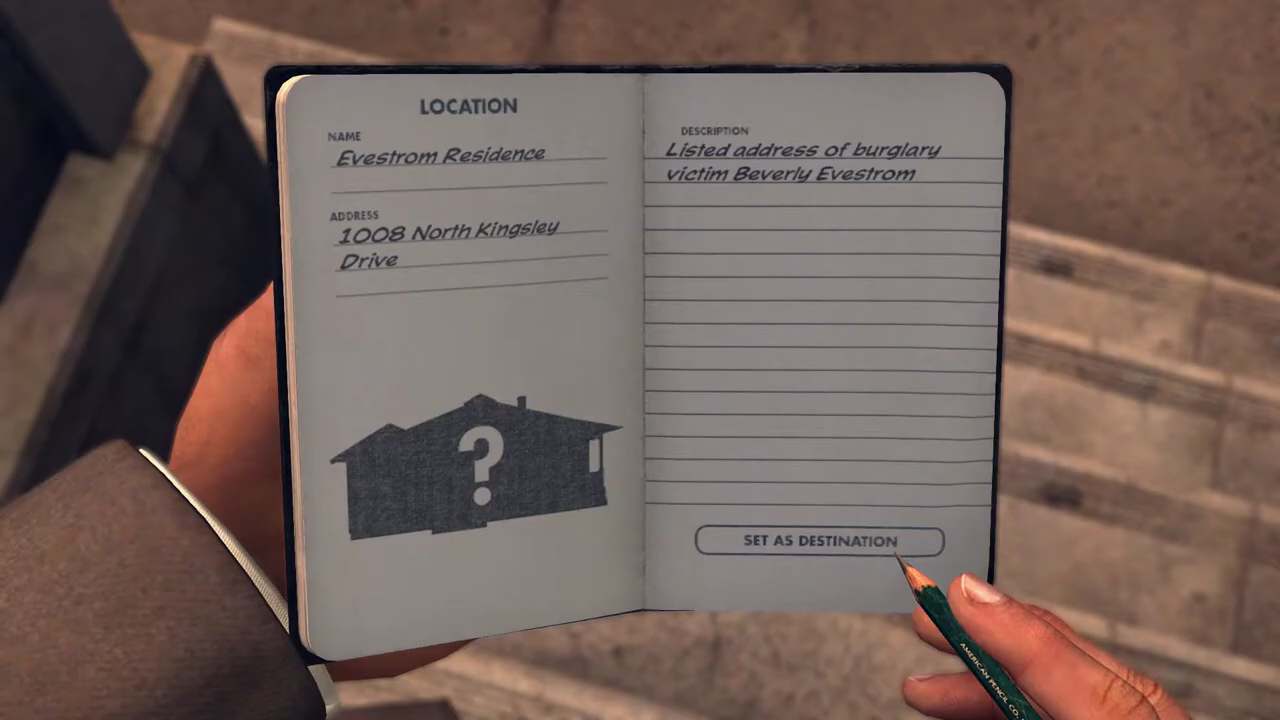 LOCATION
NAME
Evestrom Residence
ADDRESS
1008 North Kingsley
Drive
?
DESCRIPTION
Listed address of burglary
victim Beverly Evestrom
SET AS DESTINATION
AMERICAN PENCIL CO.